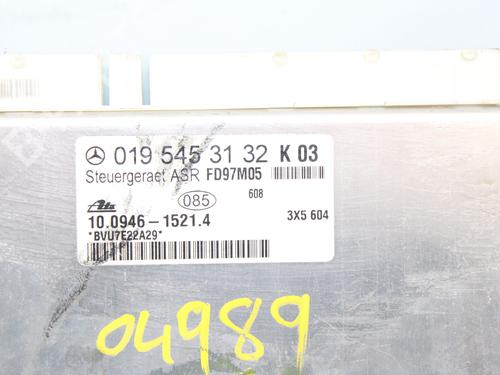 019 545 31 32 K 03
Steuergeraet ASR FD97M05
085 608
Ate
10.0946-1521.4 3X5 604
*BVU7E22A29*
04989